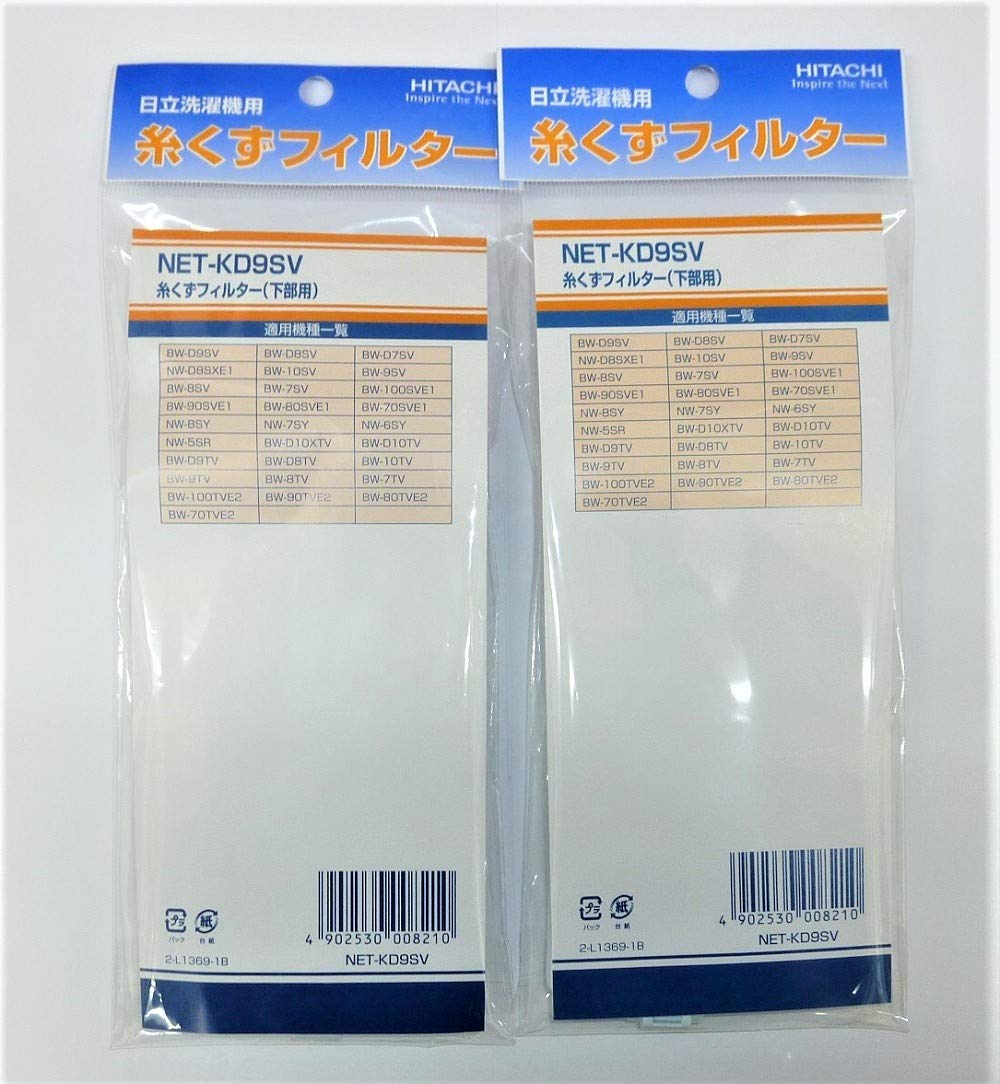 HITACHI
Inspire the Next
日立洗濯機用
糸くずフィルター
NET-KD9SV
糸くずフィルター(下部用)
適用機種一覧
BW-D9SV BW-D8SV BW-D7SV
NW-D8SXE1 BW-10SV BW-9SV
BW-8SV BW-7SV BW-100SVE1
BW-90SVE1 BW-80SVE1 BW-70SVE1
NW-8SY NW-7SY NW-6SY
NW-5SR BW-D10XTV BW-D10TV
BW-D9TV BW-D8TV BW-10TV
BW-9TV BW-8TV BW-7TV
BW-100TVE2 BW-90TVE2 BW-80TVE2
BW-70TVE2
プラ
パック
紙
台紙
4 902530 008210
2-L1369-1B
NET-KD9SV
HITACHI
Inspire the Next
日立洗濯機用
糸くずフィルター
NET-KD9SV
糸くずフィルター(下部用)
適用機種一覧
BW-D9SV BW-D8SV BW-D7SV
NW-D8SXE1 BW-10SV BW-9SV
BW-8SV BW-7SV BW-100SVE1
BW-90SVE1 BW-80SVE1 BW-70SVE1
NW-8SY NW-7SY NW-6SY
NW-5SR BW-D10XTV BW-D10TV
BW-D9TV BW-D8TV BW-10TV
BW-9TV BW-8TV BW-7TV
BW-100TVE2 BW-90TVE2 BW-80TVE2
BW-70TVE2
プラ
パック
紙
台紙
4 902530 008210
2-L1369-1B
NET-KD9SV